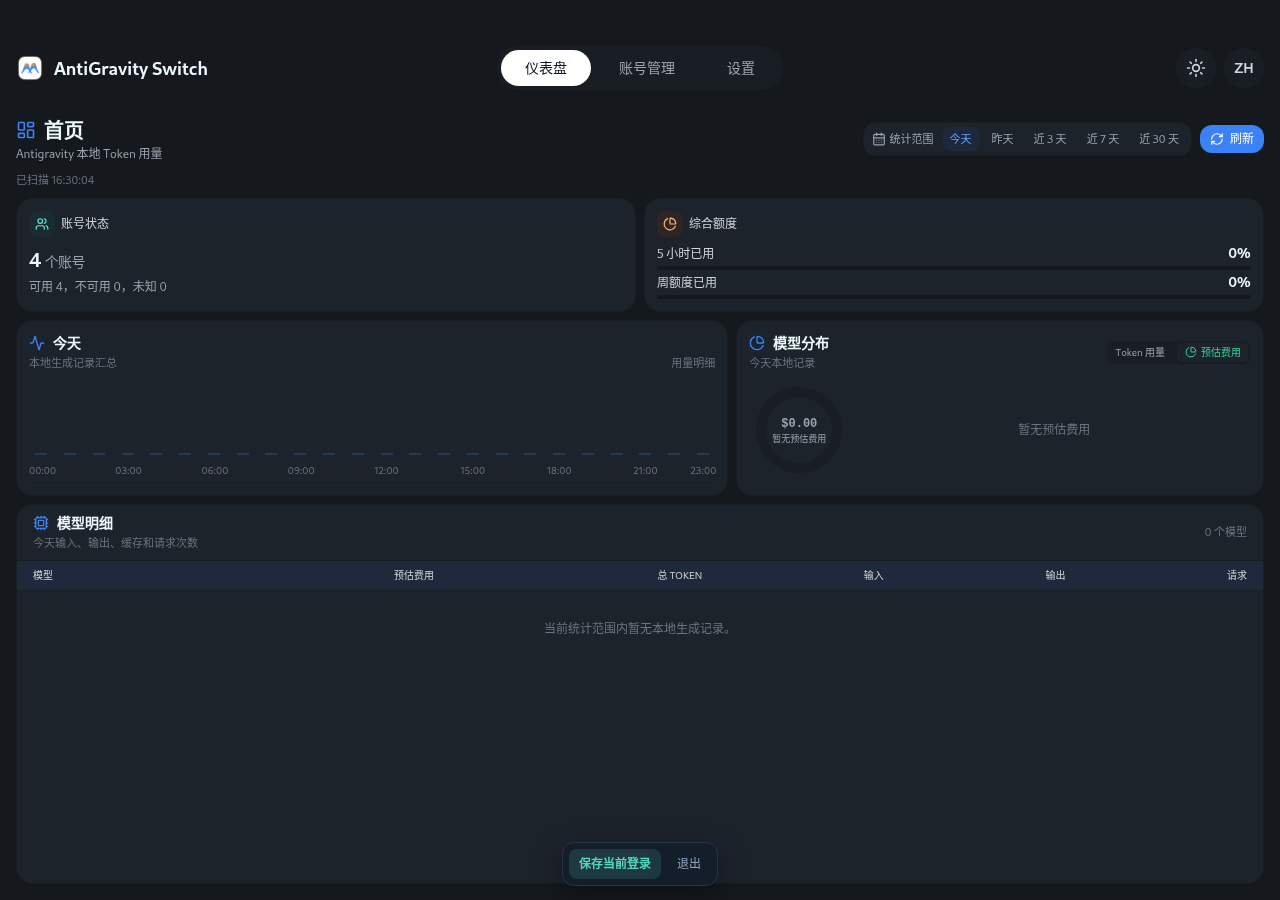 AntiGravity Switch
仪表盘 账号管理 设置
ZH
首页
Antigravity 本地 Token 用量
已扫描 16:30:04
统计范围 今天 昨天 近 3 天 近 7 天 近 30 天 刷新
账号状态
4 个账号
可用 4，不可用 0，未知 0
综合额度
5 小时已用 0%
周额度已用 0%
今天
本地生成记录汇总 用量明细
00:00 03:00 06:00 09:00 12:00 15:00 18:00 21:00 23:00
模型分布
今天本地记录
Token 用量 预估费用
$0.00
暂无预估费用
暂无预估费用
模型明细
今天输入、输出、缓存和请求次数
0 个模型
模型 预估费用 总 TOKEN 输入 输出 请求
当前统计范围内暂无本地生成记录。
保存当前登录 退出